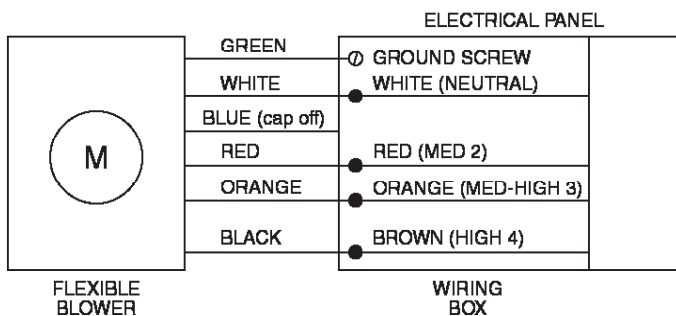 ELECTRICAL PANEL
GREEN
GROUND SCREW
WHITE
WHITE (NEUTRAL)
BLUE (cap off)
M
RED
RED (MED 2)
ORANGE
ORANGE (MED-HIGH 3)
BLACK
BROWN (HIGH 4)
FLEXIBLE
BLOWER
WIRING
BOX